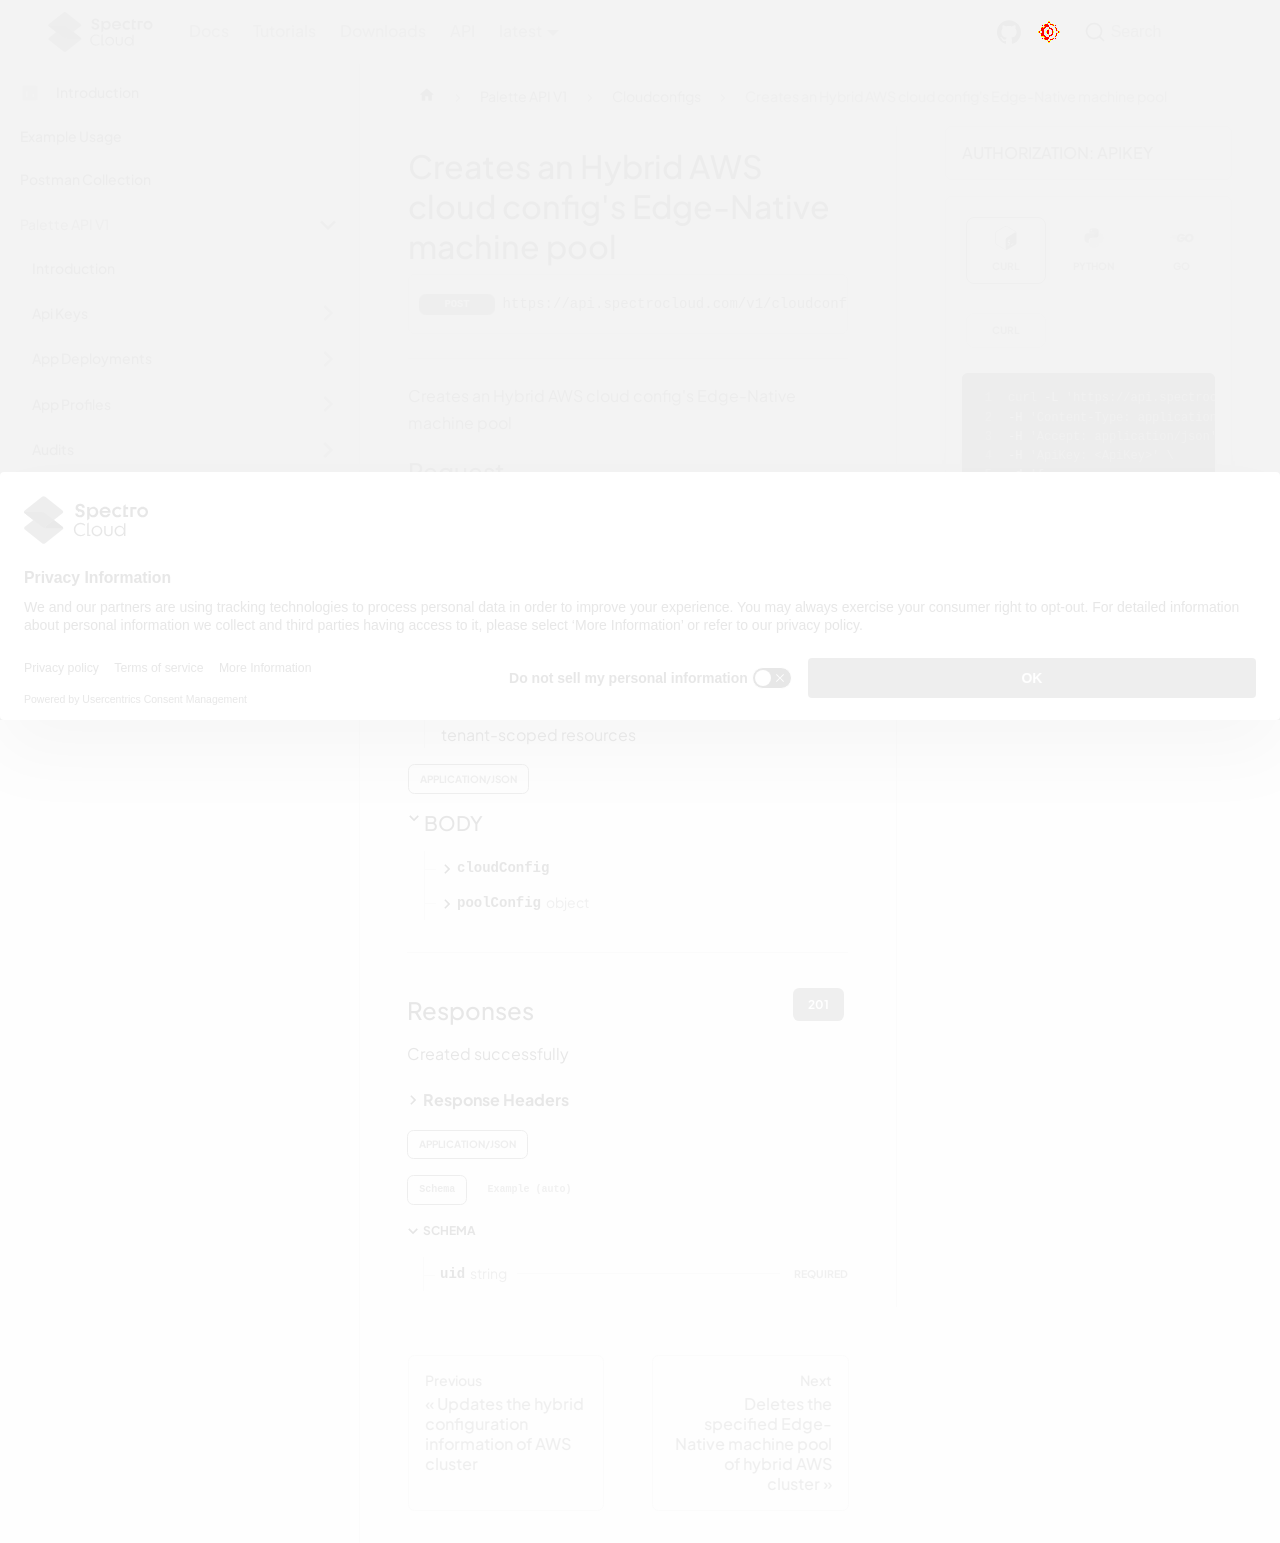 Spectro
Cloud
Docs
Tutorials
Downloads
API
latest
Search
Introduction
Example Usage
Postman Collection
Palette API V1
Introduction
Api Keys
App Deployments
App Profiles
Audits
Palette API V1
Cloudconfigs
Creates an Hybrid AWS cloud config's Edge-Native machine pool
Creates an Hybrid AWS
cloud config's Edge-Native
machine pool
POST
https://api.spectrocloud.com/v1/cloudconf
Creates an Hybrid AWS cloud config's Edge-Native
machine pool
Request
AUTHORIZATION: APIKEY
CURL
PYTHON
GO
CURL
Spectro
Cloud
Privacy Information
We and our partners are using tracking technologies to process personal data in order to improve your experience. You may always exercise your consumer right to opt-out. For detailed information
about personal information we collect and third parties having access to it, please select 'More Information' or refer to our privacy policy.
Privacy policy
Terms of service
More Information
Powered by Usercentrics Consent Management
Do not sell my personal information
OK
tenant-scoped resources
APPLICATION/JSON
BODY
cloudConfig
poolConfig object
Responses
201
Created successfully
Response Headers
APPLICATION/JSON
Schema
Example (auto)
SCHEMA
uid string
REQUIRED
Previous
« Updates the hybrid
configuration
information of AWS
cluster
Next
Deletes the
specified Edge-
Native machine pool
of hybrid AWS
cluster »